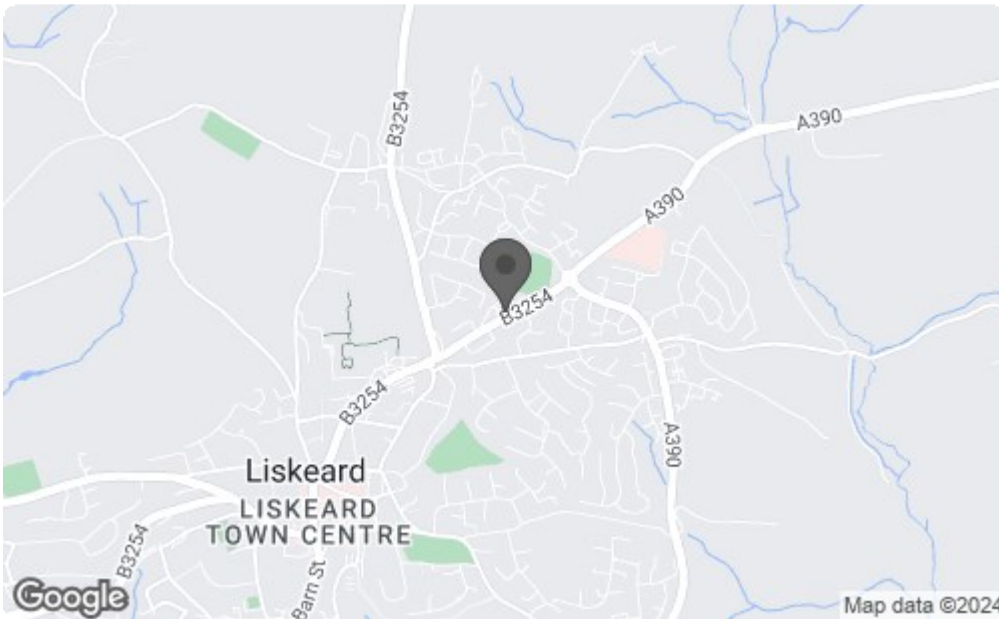 B3254
A390
A390
B3254
B3254
A390
Liskeard
LISKEARD
TOWN CENTRE
B3254
Barn St
Google
Map data ©2024